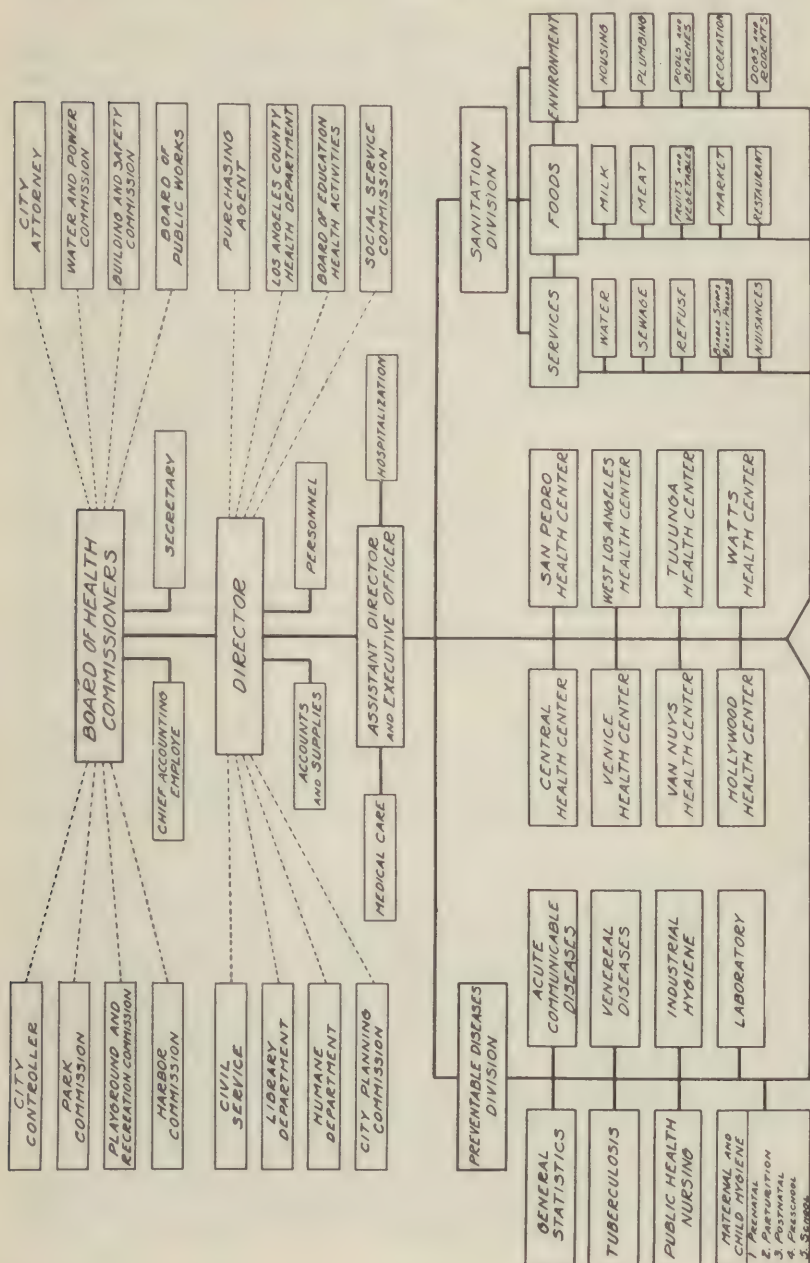 CITY
CONTROLLER
PARK
COMMISSION
PLAYGROUND AND
RECREATION COMMISSION
HARBOR
COMMISSION
BOARD OF HEALTH
COMMISSIONERS
CHIEF ACCOUNTING
EMPLOYE
SECRETARY
CITY
ATTORNEY
WATER AND POWER
COMMISSION
BUILDING AND SAFETY
COMMISSION
BOARD OF
PUBLIC WORKS
CIVIL
SERVICE
LIBRARY
DEPARTMENT
HUMANE
DEPARTMENT
CITY PLANNING
COMMISSION
DIRECTOR
ACCOUNTS
AND SUPPLIES
PERSONNEL
PURCHASING
AGENT
LOS ANGELES COUNTY
HEALTH DEPARTMENT
BOARD OF EDUCATION
HEALTH ACTIVITIES
SOCIAL SERVICE
COMMISSION
MEDICAL CARE
ASSISTANT DIRECTOR
AND EXECUTIVE OFFICER
HOSPITALIZATION
PREVENTABLE DISEASES
DIVISION
GENERAL
STATISTICS
ACUTE
COMMUNICABLE
DISEASES
TUBERCULOSIS
VENEREAL
DISEASES
PUBLIC HEALTH
NURSING
INDUSTRIAL
HYGIENE
MATERNAL AND
CHILD HYGIENE
1 PRENATAL
2. PARTURITION
3. POSTNATAL
4. PRESCHOOL
5. SCHOOL
LABORATORY
CENTRAL
HEALTH CENTER
SAN PEDRO
HEALTH CENTER
VENICE
HEALTH CENTER
WEST LOS ANGELES
HEALTH CENTER
VAN NUYS
HEALTH CENTER
TUJUNGA
HEALTH CENTER
HOLLYWOOD
HEALTH CENTER
WATTS
HEALTH CENTER
SANITATION
DIVISION
SERVICES
WATER
SEWAGE
REFUSE
BARBER SHOPS
BEAUTY PARLORS
NUISANCES
FOODS
MILK
MEAT
FRUITS AND
VEGETABLES
MARKET
RESTAURANT
ENVIRONMENT
HOUSING
PLUMBING
POOLS AND
BEACHES
RECREATION
DOGS AND
RODENTS